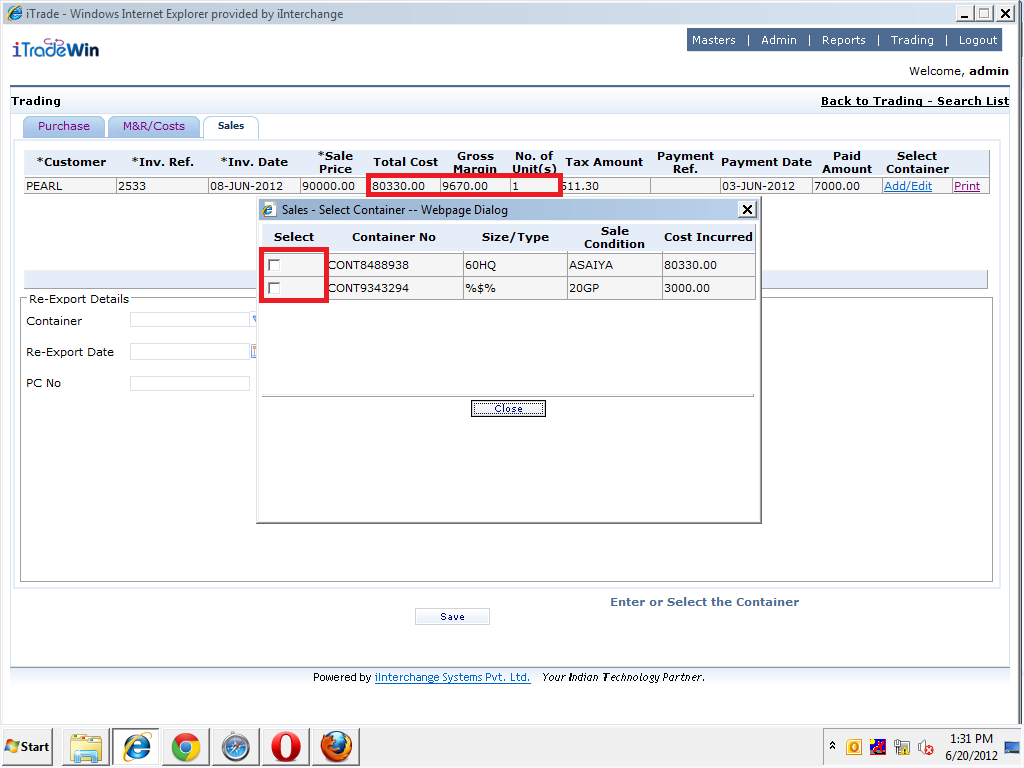 iTrade - Windows Internet Explorer provided by iInterchange
iTradeWin
Masters | Admin | Reports | Trading | Logout
Welcome, admin
Trading
Back to Trading - Search List
Purchase M&R/Costs Sales
*Customer *Inv. Ref. *Inv. Date *Sale Price Total Cost Gross Margin No. of Unit(s) Tax Amount Payment Ref. Payment Date Paid Amount Select Container
PEARL 2533 08-JUN-2012 90000.00 80330.00 9670.00 1 511.30 03-JUN-2012 7000.00 Add/Edit Print
Sales - Select Container -- Webpage Dialog
Select Container No Size/Type Sale Condition Cost Incurred
CONT8488938 60HQ ASAIYA 80330.00
CONT9343294 %$% 20GP 3000.00
Close
Re-Export Details
Container
Re-Export Date
PC No
Enter or Select the Container
Save
Powered by iInterchange Systems Pvt. Ltd. Your Indian Technology Partner.
Start
1:31 PM
6/20/2012